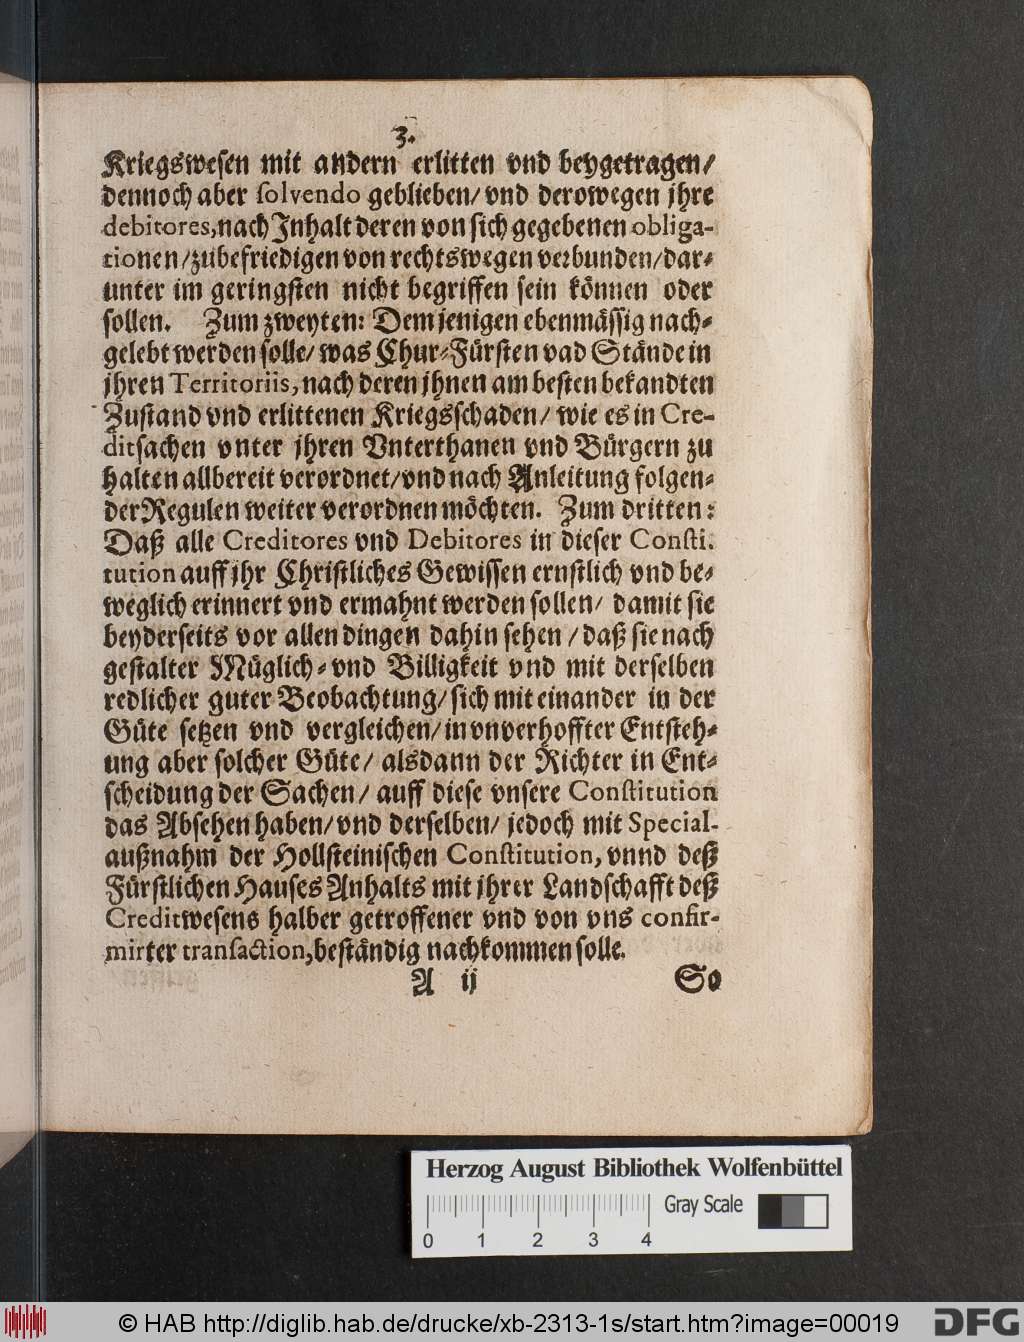 3.
Kriegswesen mit andern erlitten vnd beygetragen/
dennoch aber solvendo geblieben/ vnd derowegen jhre
debitores, nach Jnhalt deren von sich gegebenen obliga-
tionen/ zubefriedigen von rechtswegen verbunden/ dar-
unter im geringsten nicht begriffen sein können oder
sollen. Zum zweyten: Demjenigen ebenmässig nach-
gelebt werden solle/ was Chur-Fürsten vad Stände in
jhren Territoriis, nach deren jhnen am besten bekandten
Zustand vnd erlittenen Kriegsschaden/ wie es in Cre-
ditsachen vnter jhren Vnterthanen vnd Bürgern zu
halten allbereit verordnet/ vnd nach Anleitung folgen-
der Regulen weiter verordnen möchten. Zum dritten:
Daß alle Creditores vnd Debitores in dieser Consti.
tution auff jhr Christliches Gewissen ernstlich vnd be-
weglich erinnert vnd ermahnt werden sollen/ damit sie
beyderseits vor allen dingen dahin sehen/ daß sie nach
gestalter Müglich- vnd Billigkeit vnd mit derselben
redlicher guter Beobachtung/ sich mit einander in der
Güte setzen vnd vergleichen/ in vnverhoffter Entsteh-
ung aber solcher Güte/ alsdann der Richter in Ent-
scheidung der Sachen/ auff diese vnsere Constitution
das Absehen haben/ vnd derselben/ jedoch mit Special-
außnahm der Hollsteinischen Constitution, vnnd deß
Fürstlichen Hauses Anhalts mit jhrer Landschafft deß
Creditwesens halber getroffener vnd von vns confir-
mirter transaction, beständig nachkommen solle.
A ij So
Herzog August Bibliothek Wolfenbüttel
Gray Scale
0 1 2 3 4
© HAB http://diglib.hab.de/drucke/xb-2313-1s/start.htm?image=00019
DFG